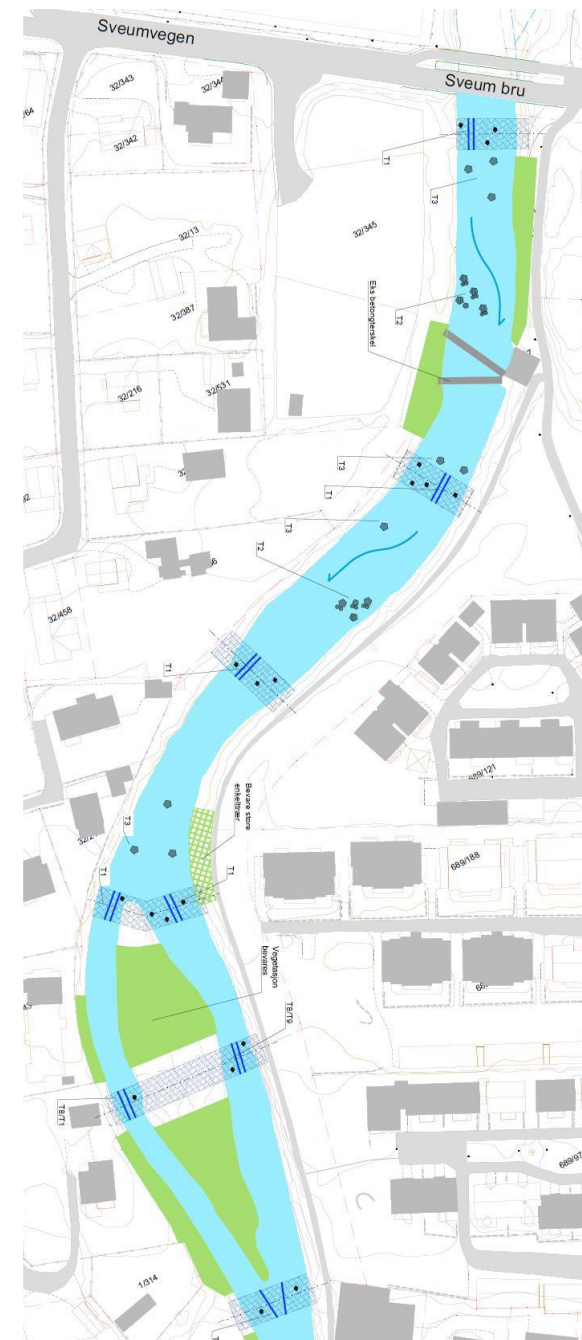 Sveumvegen
Sveum bru
32/343
32/344
/64
32/342
T1
T3
32/13
32/345
T2
Eks betongterskel
32/387
32/216
32/531
T3
T1
T3
T2
32/458
T1
689/121
Bevare store
enkelttrær
T3
689/188
T1
T1
Vegetasjon
bevares
T8/T9
T8/T1
689/97
1/314